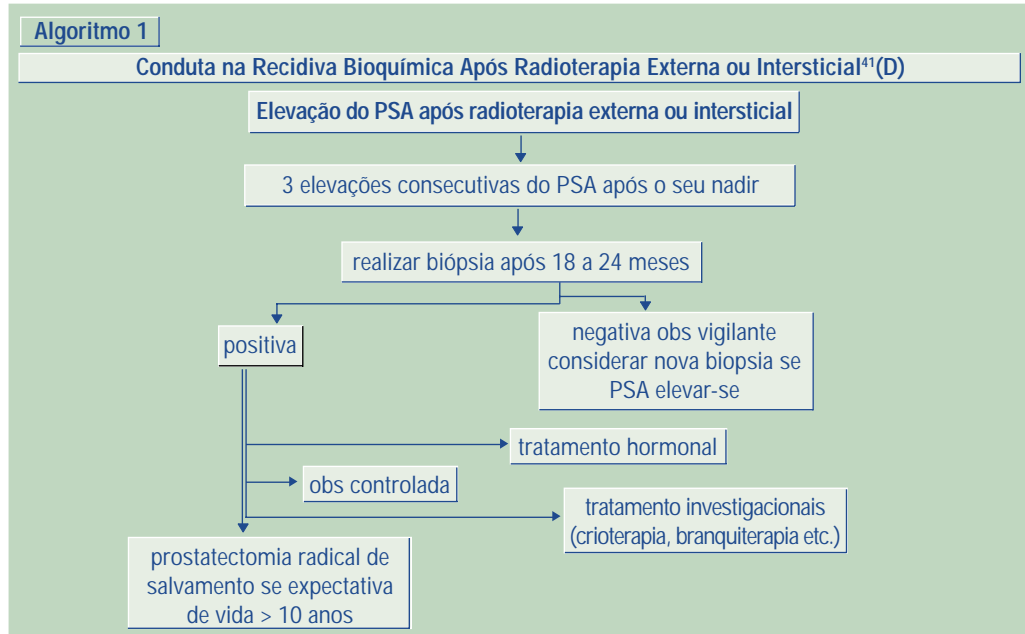 Algoritmo 1
Conduta na Recidiva Bioquímica Após Radioterapia Externa ou Intersticial⁴¹(D)
Elevação do PSA após radioterapia externa ou intersticial
3 elevações consecutivas do PSA após o seu nadir
realizar biópsia após 18 a 24 meses
positiva
negativa obs vigilante
considerar nova biopsia se
PSA elevar-se
tratamento hormonal
obs controlada
tratamento investigacionais
(crioterapia, branquiterapia etc.)
prostatectomia radical de
salvamento se expectativa
de vida > 10 anos